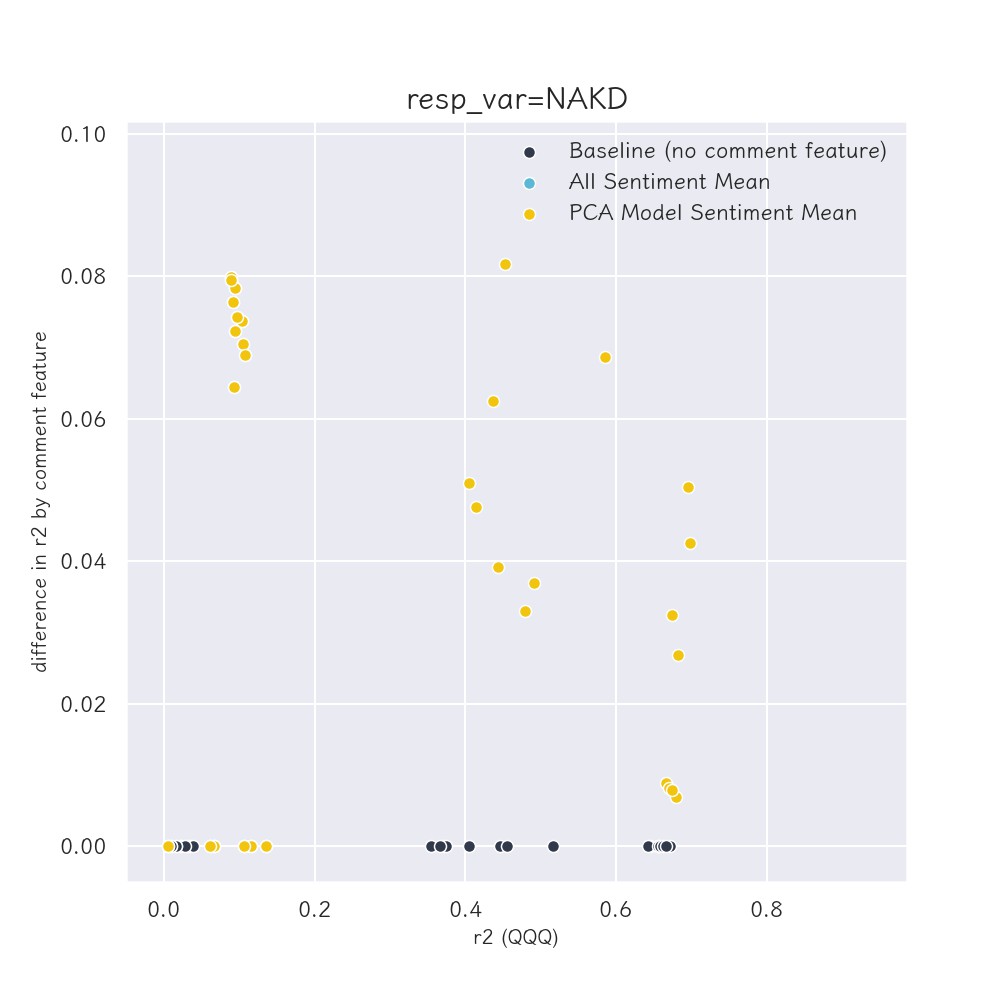 resp_var=NAKD
0.10
0.08
0.06
0.04
0.02
0.00
difference in r2 by comment feature
Baseline (no comment feature)
All Sentiment Mean
PCA Model Sentiment Mean
0.0
0.2
0.4
0.6
0.8
r2 (QQQ)